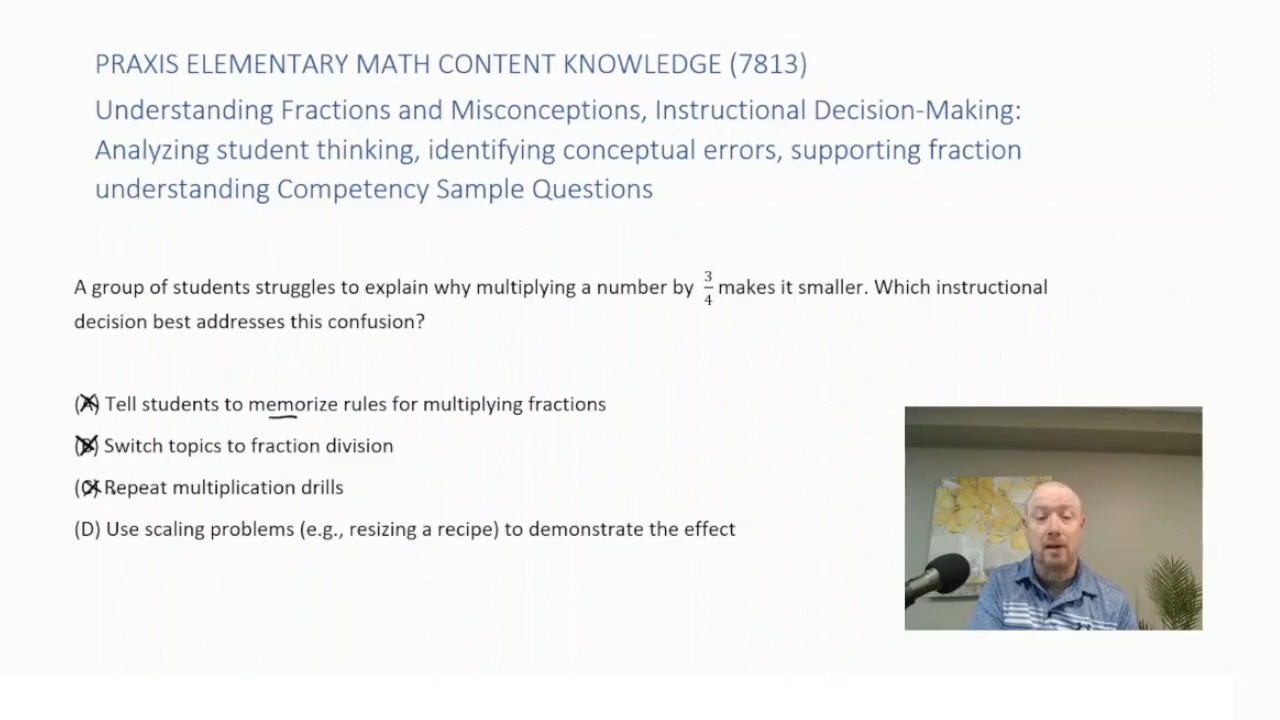 PRAXIS ELEMENTARY MATH CONTENT KNOWLEDGE (7813)
Understanding Fractions and Misconceptions, Instructional Decision-Making:
Analyzing student thinking, identifying conceptual errors, supporting fraction
understanding Competency Sample Questions
A group of students struggles to explain why multiplying a number by 3/4 makes it smaller. Which instructional
decision best addresses this confusion?
(A) Tell students to memorize rules for multiplying fractions
(B) Switch topics to fraction division
(C) Repeat multiplication drills
(D) Use scaling problems (e.g., resizing a recipe) to demonstrate the effect